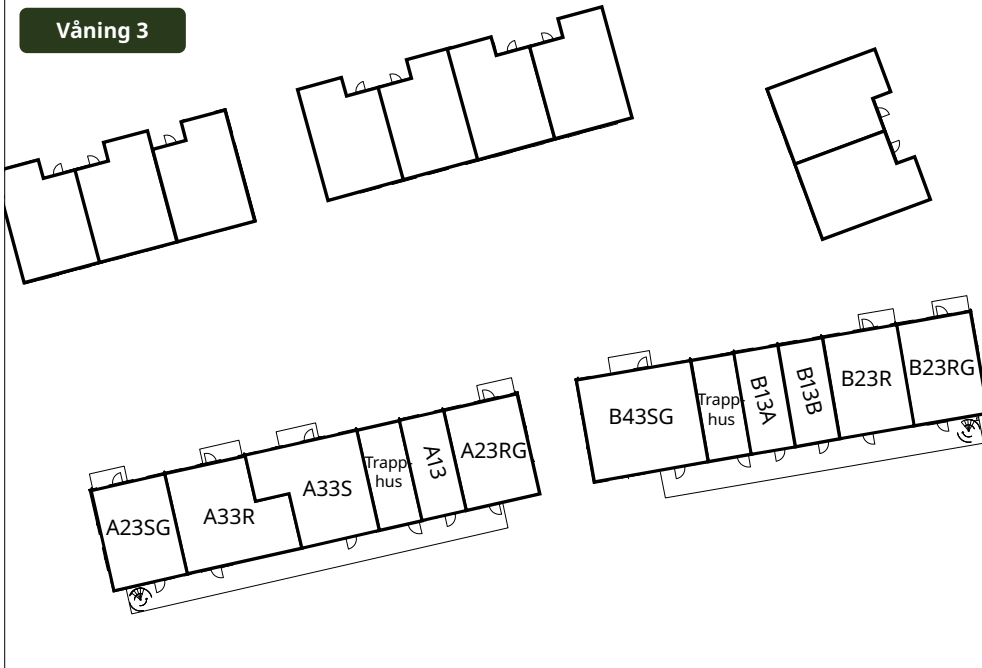 Våning 3
A23SG
A33R
A33S
Trapp-
hus
A13
A23RG
B43SG
Trapp-
hus
B13A
B13B
B23R
B23RG